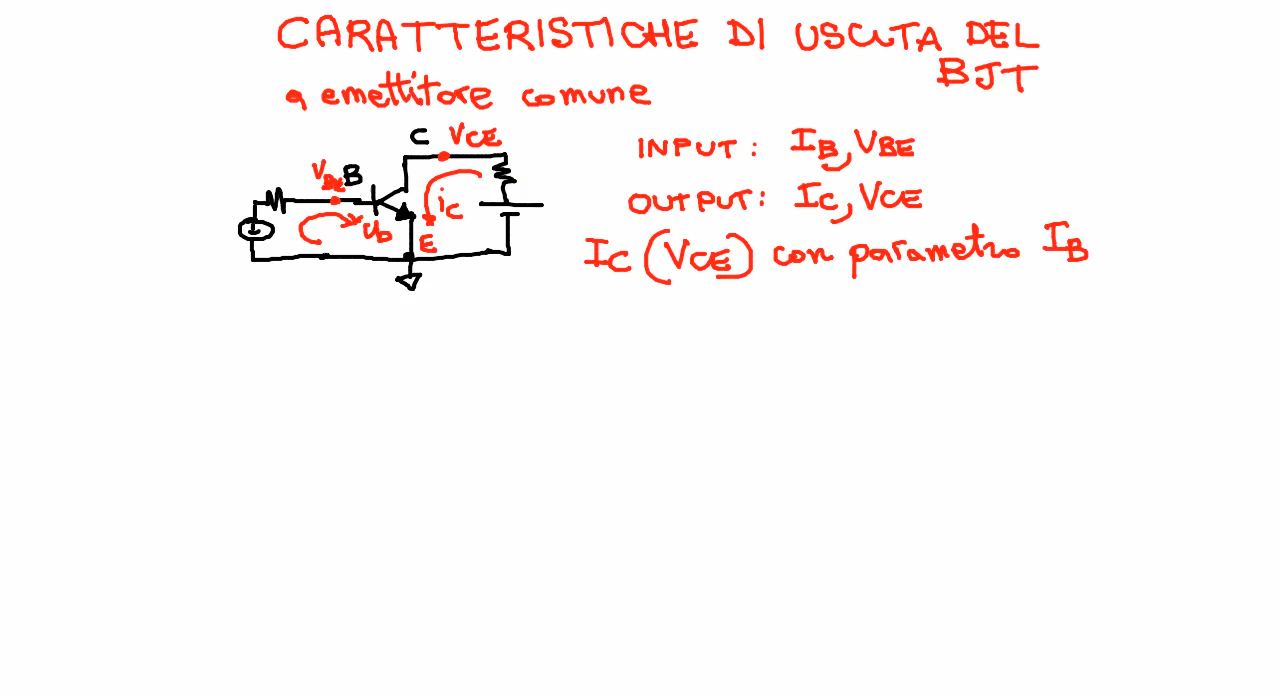 CARATTERISTICHE DI USCITA DEL
BJT
a emettitore comune
C VCE
VBE B
INPUT: IB, VBE
OUTPUT: IC, VCE
iC
E
IC (VCE) con parametro IB